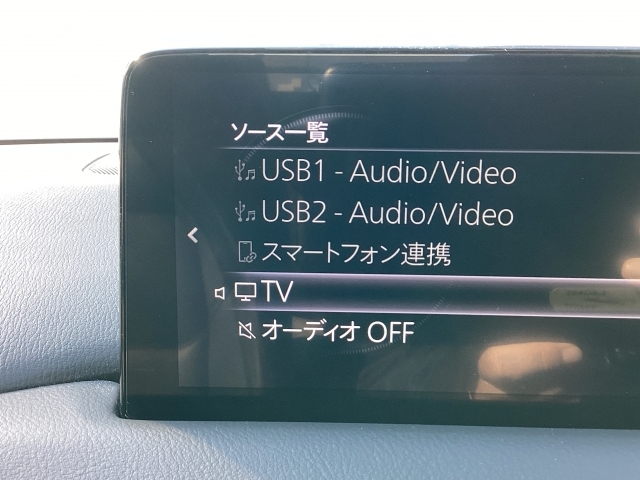 ソース一覧
USB1 - Audio/Video
USB2 - Audio/Video
スマートフォン連携
TV
オーディオ OFF